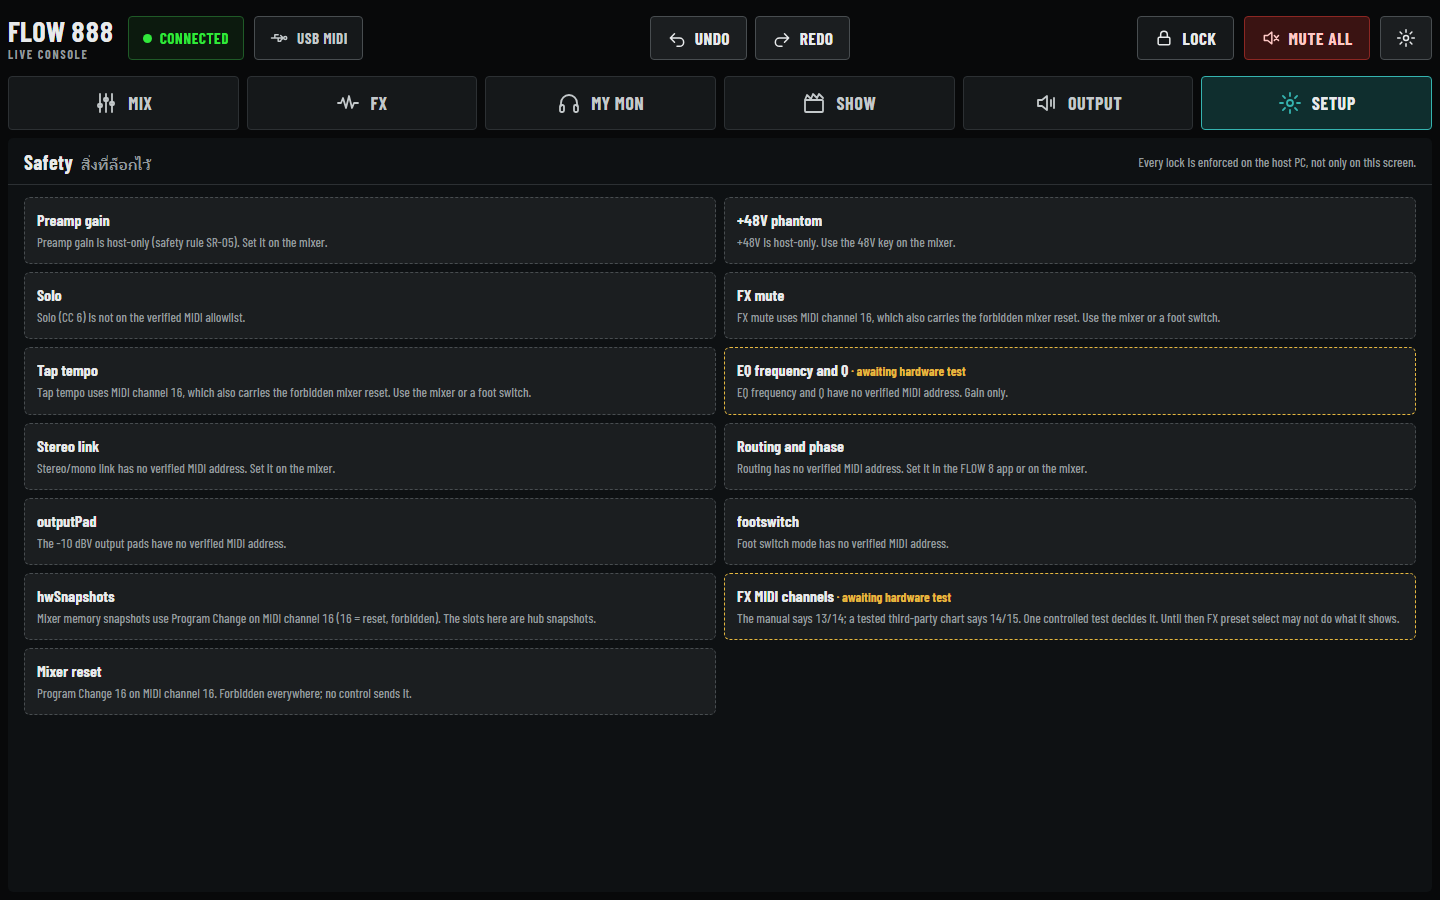 FLOW 888
LIVE CONSOLE
CONNECTED
USB MIDI
UNDO
REDO
LOCK
MUTE ALL
MIX
FX
MY MON
SHOW
OUTPUT
SETUP
Safety สิ่งที่ล็อกไว้
Every lock is enforced on the host PC, not only on this screen.
Preamp gain
Preamp gain is host-only (safety rule SR-05). Set it on the mixer.
+48V phantom
+48V is host-only. Use the 48V key on the mixer.
Solo
Solo (CC 6) is not on the verified MIDI allowlist.
FX mute
FX mute uses MIDI channel 16, which also carries the forbidden mixer reset. Use the mixer or a foot switch.
Tap tempo
Tap tempo uses MIDI channel 16, which also carries the forbidden mixer reset. Use the mixer or a foot switch.
EQ frequency and Q · awaiting hardware test
EQ frequency and Q have no verified MIDI address. Gain only.
Stereo link
Stereo/mono link has no verified MIDI address. Set it on the mixer.
Routing and phase
Routing has no verified MIDI address. Set it in the FLOW 8 app or on the mixer.
outputPad
The -10 dBV output pads have no verified MIDI address.
footswitch
Foot switch mode has no verified MIDI address.
hwSnapshots
Mixer memory snapshots use Program Change on MIDI channel 16 (16 = reset, forbidden). The slots here are hub snapshots.
FX MIDI channels · awaiting hardware test
The manual says 13/14; a tested third-party chart says 14/15. One controlled test decides it. Until then FX preset select may not do what it shows.
Mixer reset
Program Change 16 on MIDI channel 16. Forbidden everywhere; no control sends it.